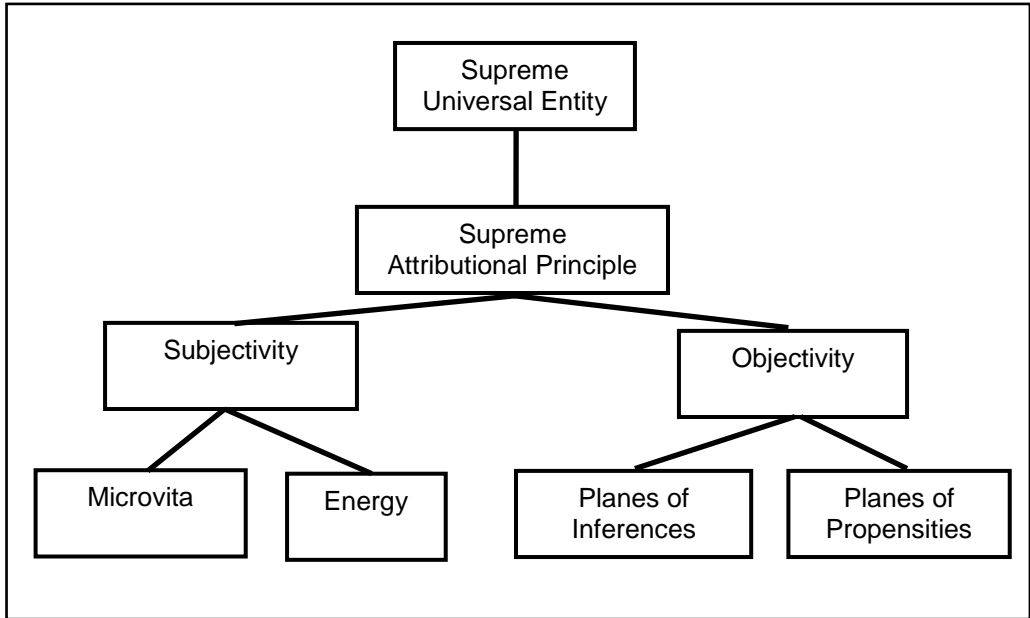 Supreme
Universal Entity
Supreme
Attributional Principle
Subjectivity
Objectivity
Microvita
Energy
Planes of
Inferences
Planes of
Propensities